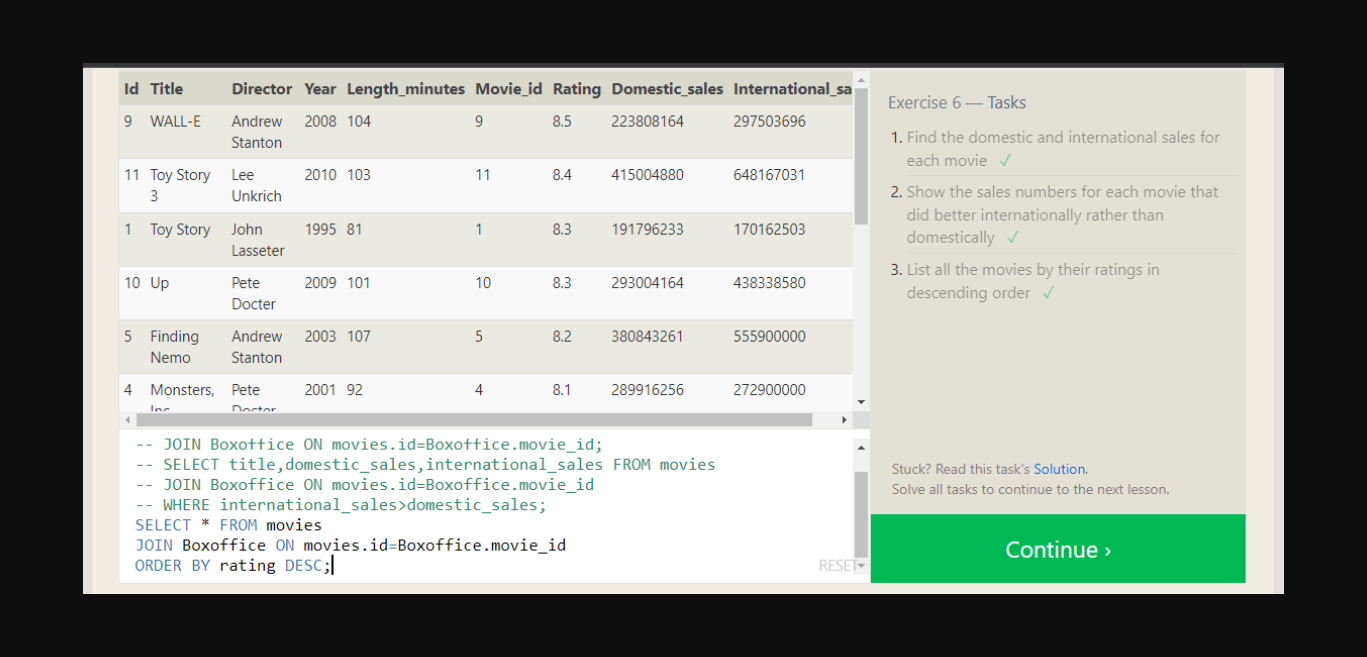 Id Title Director Year Length_minutes Movie_id Rating Domestic_sales International_sa
9 WALL-E Andrew 2008 104 9 8.5 223808164 297503696
Stanton
11 Toy Story Lee 2010 103 11 8.4 415004880 648167031
3 Unkrich
1 Toy Story John 1995 81 1 8.3 191796233 170162503
Lasseter
10 Up Pete 2009 101 10 8.3 293004164 438338580
Docter
5 Finding Andrew 2003 107 5 8.2 380843261 555900000
Nemo Stanton
4 Monsters, Pete 2001 92 4 8.1 289916256 272900000
Inc Docter
-- JOIN Boxoffice ON movies.id=Boxoffice.movie_id;
-- SELECT title,domestic_sales,international_sales FROM movies
-- JOIN Boxoffice ON movies.id=Boxoffice.movie_id
-- WHERE international_sales>domestic_sales;
SELECT * FROM movies
JOIN Boxoffice ON movies.id=Boxoffice.movie_id
ORDER BY rating DESC;
RESET
Exercise 6 — Tasks
1. Find the domestic and international sales for
each movie ✓
2. Show the sales numbers for each movie that
did better internationally rather than
domestically ✓
3. List all the movies by their ratings in
descending order ✓
Stuck? Read this task's Solution.
Solve all tasks to continue to the next lesson.
Continue ›